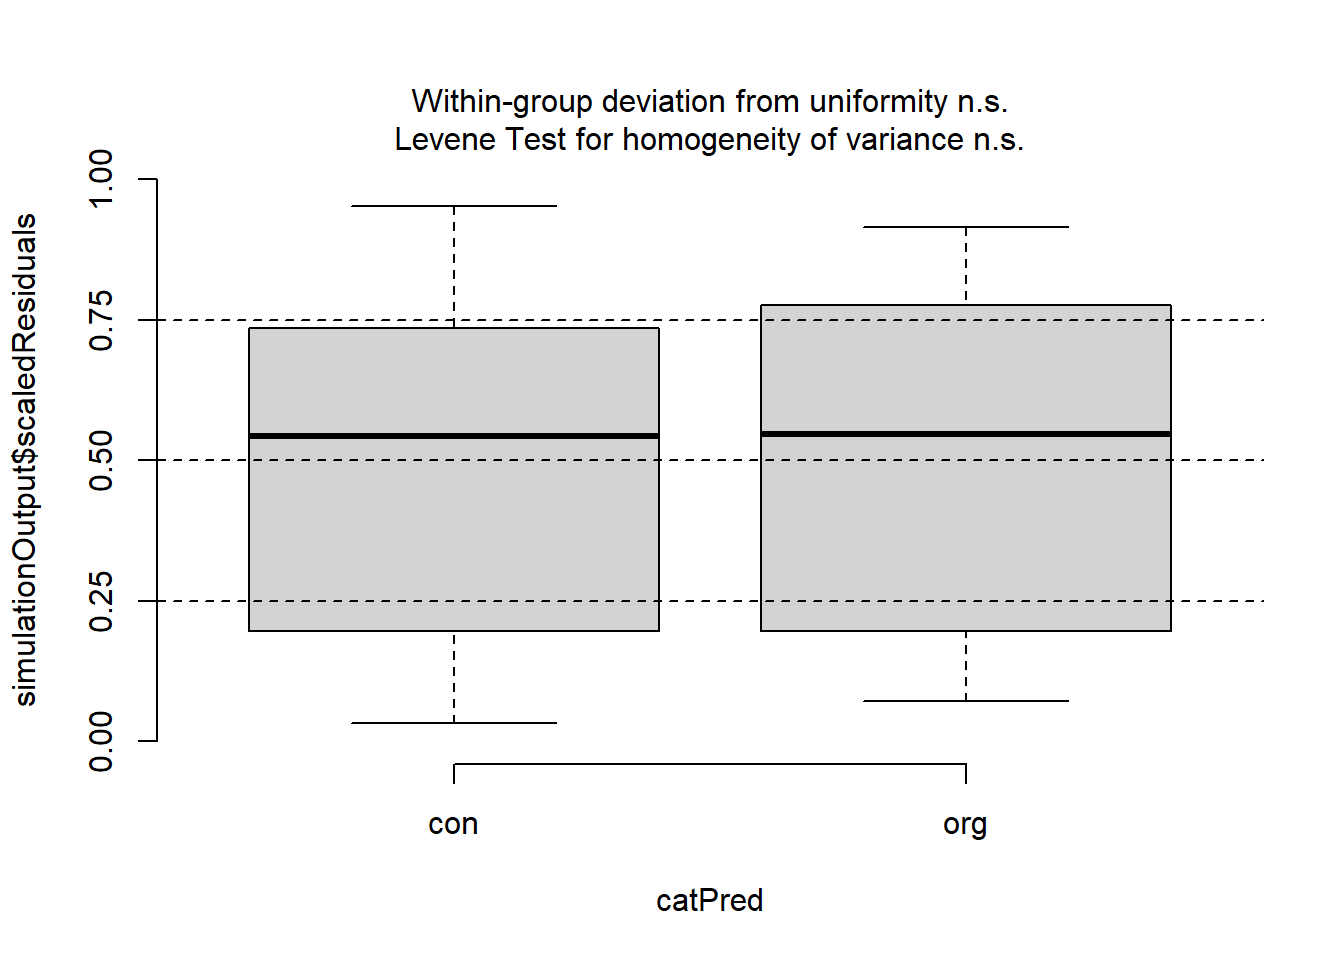 Within-group deviation from uniformity n.s.
Levene Test for homogeneity of variance n.s.
simulationOutput$scaledResiduals
1.00
0.75
0.50
0.25
0.00
con
org
catPred